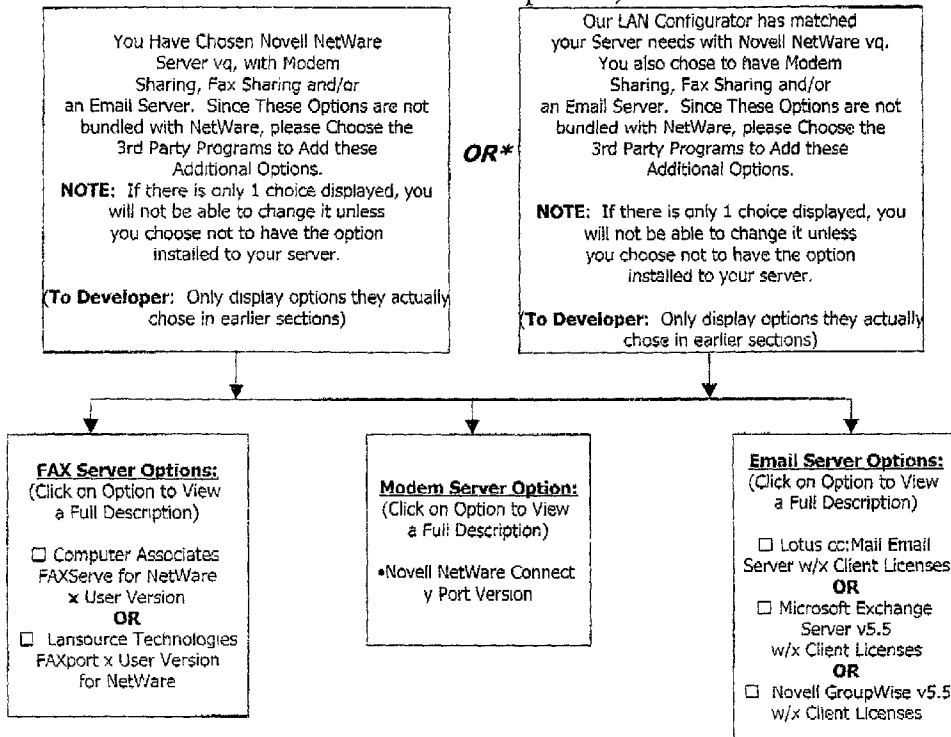 You Have Chosen Novell NetWare
Server vq, with Modem
Sharing, Fax Sharing and/or
an Email Server. Since These Options are not
bundled with NetWare, please Choose the
3rd Party Programs to Add these
Additional Options.
NOTE: If there is only 1 choice displayed, you
will not be able to change it unless
you choose not to have the option
installed to your server.
(To Developer: Only display options they actually
chose in earlier sections)
OR*
Our LAN Configurator has matched
your Server needs with Novell NetWare vq.
You also chose to have Modem
Sharing, Fax Sharing and/or
an Email Server. Since These Options are not
bundled with NetWare, please Choose the
3rd Party Programs to Add these
Additional Options.
NOTE: If there is only 1 choice displayed, you
will not be able to change it unless
you choose not to have the option
installed to your server.
(To Developer: Only display options they actually
chose in earlier sections)
FAX Server Options:
(Click on Option to View
a Full Description)
☐ Computer Associates
FAXServe for NetWare
x User Version
OR
☐ Lansource Technologies
FAXport x User Version
for NetWare
Modem Server Option:
(Click on Option to View
a Full Description)
•Novell NetWare Connect
y Port Version
Email Server Options:
(Click on Option to View
a Full Description)
☐ Lotus cc:Mail Email
Server w/x Client Licenses
OR
☐ Microsoft Exchange
Server v5.5
w/x Client Licenses
OR
☐ Novell GroupWise v5.5
w/x Client Licenses